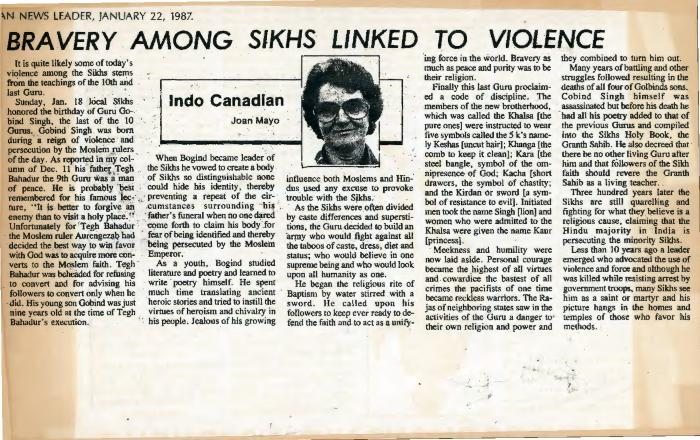 AN NEWS LEADER, JANUARY 22, 1987.
BRAVERY AMONG SIKHS LINKED TO VIOLENCE
Indo Canadian
Joan Mayo
It is quite likely some of today's
violence among the Sikhs stems
from the teachings of the 10th and
last Guru.
Sunday, Jan. 18 local Sikhs
honored the birthday of Guru Go-
bind Singh, the last of the 10
Gurus. Gobind Singh was born
during a reign of violence and
persecution by the Moslem rulers
of the day. As reported in my col-
umn of Dec. 11 his father Tegh
Bahadur the 9th Guru was a man
of peace. He is probably best
remembered for his famous lec-
ture, "It is better to forgive an
enemy than to visit a holy place."
Unfortunately for Tegh Bahadur
the Moslem ruler Aurengzeb had
decided the best way to win favor
with God was to acquire more con-
verts to the Moslem faith. Tegh
Bahadur was beheaded for refusing
to convert and for advising his
followers to convert only when he
did. His young son Gobind was just
nine years old at the time of Tegh
Bahadur's execution.
When Bogind became leader of
the Sikhs he vowed to create a body
of Sikhs so distinguishable none
could hide his identity, thereby
preventing a repeat of the cir-
cumstances surrounding his
father's funeral when no one dared
come forth to claim his body for
fear of being identified and thereby
being persecuted by the Moslem
Emperor.
As a youth, Bogind studied
literature and poetry and learned to
write poetry himself. He spent
much time translating ancient
heroic stories and tried to instill the
virtues of heroism and chivalry in
his people. Jealous of his growing
influence both Moslems and Hin-
dus used any excuse to provoke
trouble with the Sikhs.
As the Sikhs were often divided
by caste differences and supersti-
tions, the Guru decided to build an
army who would fight against all
the taboos of caste, dress, diet and
status; who would believe in one
supreme being and who would look
upon all humanity as one.
He began the religious rite of
Baptism by water stirred with a
sword. He called upon his
followers to keep ever ready to de-
fend the faith and to act as a unify-
ing force in the world. Bravery as
much as peace and purity was to be
their religion.
Finally this last Guru proclaim-
ed a code of discipline. The
members of the new brotherhood,
which was called the Khalsa [the
pure ones] were instructed to wear
five symbols called the 5 k's name-
ly Keshas [uncut hair]; Khanga [the
comb to keep it clean]; Kara [the
steel bangle, symbol of the om-
nipresence of God; Kacha [short
drawers, the symbol of chastity;
and the Kirdan or sword [a sym-
bol of resistance to evil]. Initiated
men took the name Singh [lion] and
women who were admitted to the
Khalsa were given the name Kaur
[princess].
Meekness and humility were
now laid aside. Personal courage
became the highest of all virtues
and cowardice the bastest of all
crimes the pacifists of one time
became reckless warriors. The Ra-
jas of neighboring states saw in the
activities of the Guru a danger to
their own religion and power and
they combined to turn him out.
Many years of battling and other
struggles followed resulting in the
deaths of all four of Golbinds sons.
Cobind Singh himself was
assassinated but before his death he
had all his poetry added to that of
the previous Gurus and compiled
into the Sikhs Holy Book, the
Granth Sahib. He also decreed that
there be no other living Guru after
him and that followers of the Sikh
faith should revere the Granth
Sahib as a living teacher.
Three hundred years later the
Sikhs are still quarelling and
fighting for what they believe is a
religious cause, claiming that the
Hindu majority in India is
persecuting the minority Sikhs.
Less than 10 years ago a leader
emerged who advocated the use of
violence and force and although he
was killed while resisting arrest by
government troops, many Sikhs see
him as a saint or martyr and his
picture hangs in the homes and
temples of those who favor his
methods.